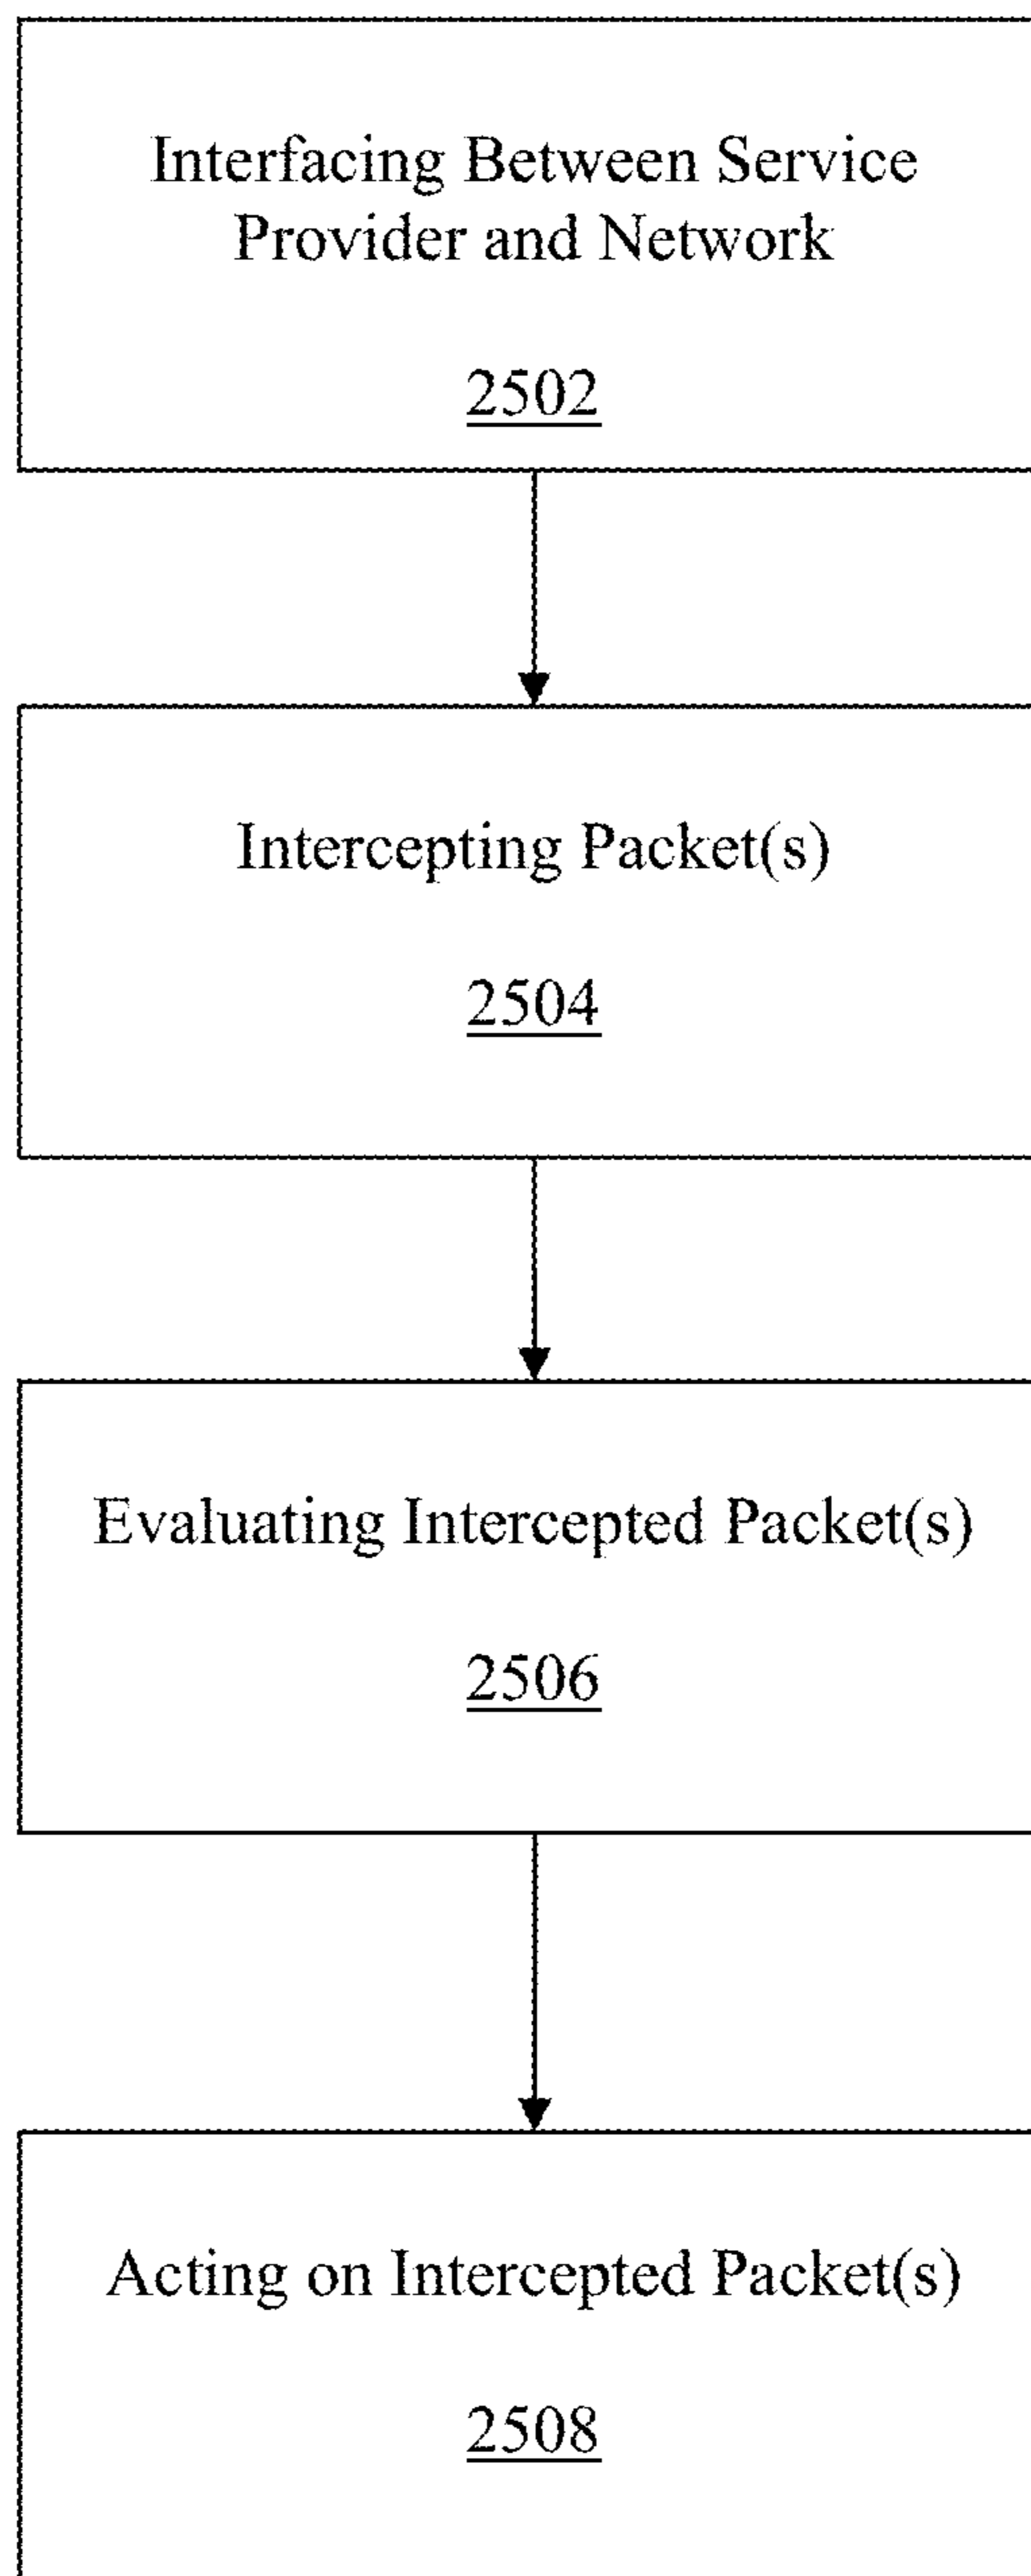 Interfacing Between Service
Provider and Network
2502
Intercepting Packet(s)
2504
Evaluating Intercepted Packet(s)
2506
Acting on Intercepted Packet(s)
2508